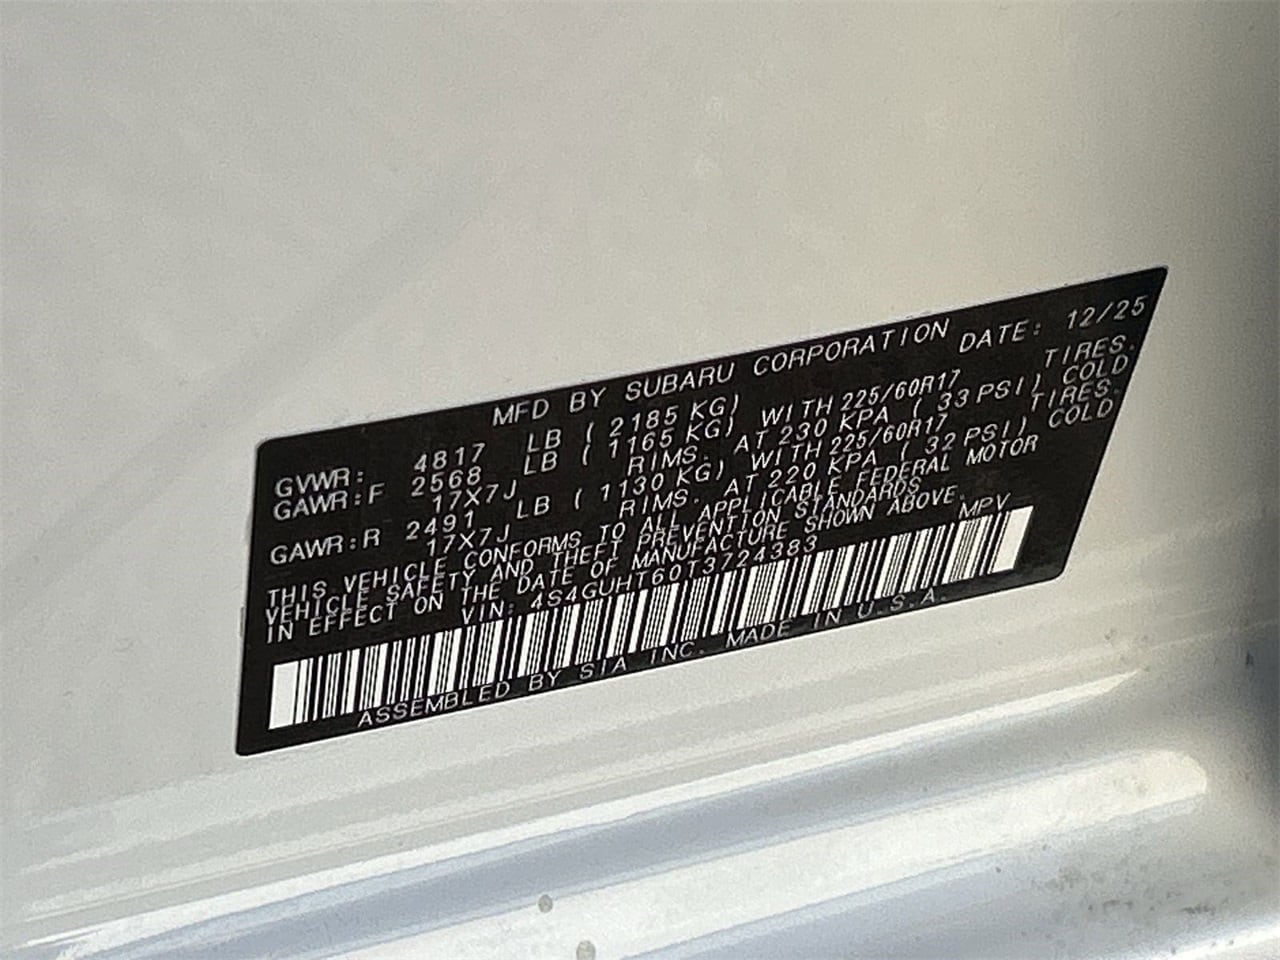 MFD BY SUBARU CORPORATION DATE: 12/25
GVWR: 4817 LB ( 2185 KG)
GAWR:F 2568 LB ( 1165 KG) WITH 225/60R17 TIRES.
17X7J RIMS. AT 230 KPA ( 33 PSI) COLD
GAWR:R 2491 LB ( 1130 KG) WITH 225/60R17 TIRES.
17X7J RIMS. AT 220 KPA ( 32 PSI) COLD
THIS VEHICLE CONFORMS TO ALL APPLICABLE FEDERAL MOTOR
VEHICLE SAFETY AND THEFT PREVENTION STANDARDS
IN EFFECT ON THE DATE OF MANUFACTURE SHOWN ABOVE.
VIN: 4S4GUHT60T3724383 MPV
ASSEMBLED BY SIA INC. MADE IN U.S.A.